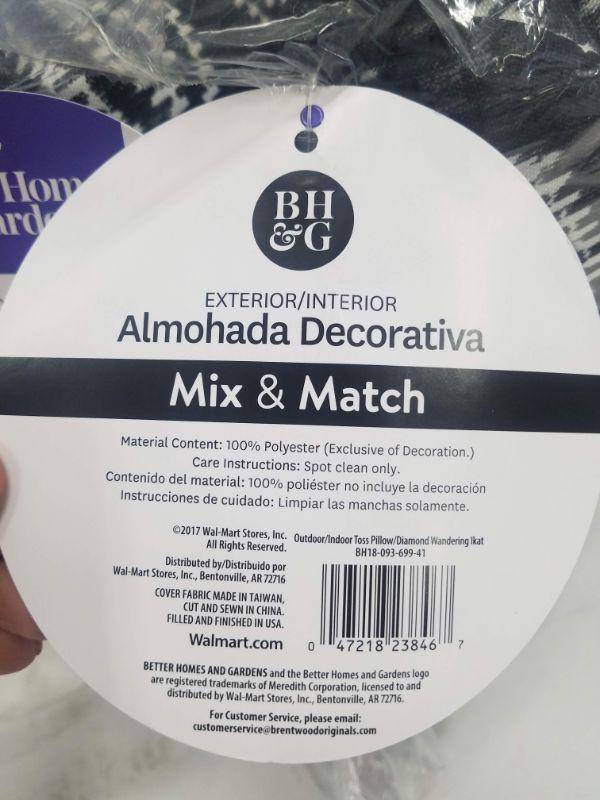 Hom
arde
BH
&G
EXTERIOR/INTERIOR
Almohada Decorativa
Mix & Match
Material Content: 100% Polyester (Exclusive of Decoration.)
Care Instructions: Spot clean only.
Contenido del material: 100% poliéster no incluye la decoración
Instrucciones de cuidado: Limpiar las manchas solamente.
©2017 Wal-Mart Stores, Inc.
All Rights Reserved.
Distributed by/Distribuido por
Wal-Mart Stores, Inc., Bentonville, AR 72716
COVER FABRIC MADE IN TAIWAN,
CUT AND SEWN IN CHINA.
FILLED AND FINISHED IN USA.
Walmart.com
Outdoor/Indoor Toss Pillow/Diamond Wandering Ikat
BH18-093-699-41
0 47218 23846 7
BETTER HOMES AND GARDENS and the Better Homes and Gardens logo
are registered trademarks of Meredith Corporation, licensed to and
distributed by Wal-Mart Stores, Inc., Bentonville, AR 72716.
For Customer Service, please email:
customerservice@brentwoodoriginals.com